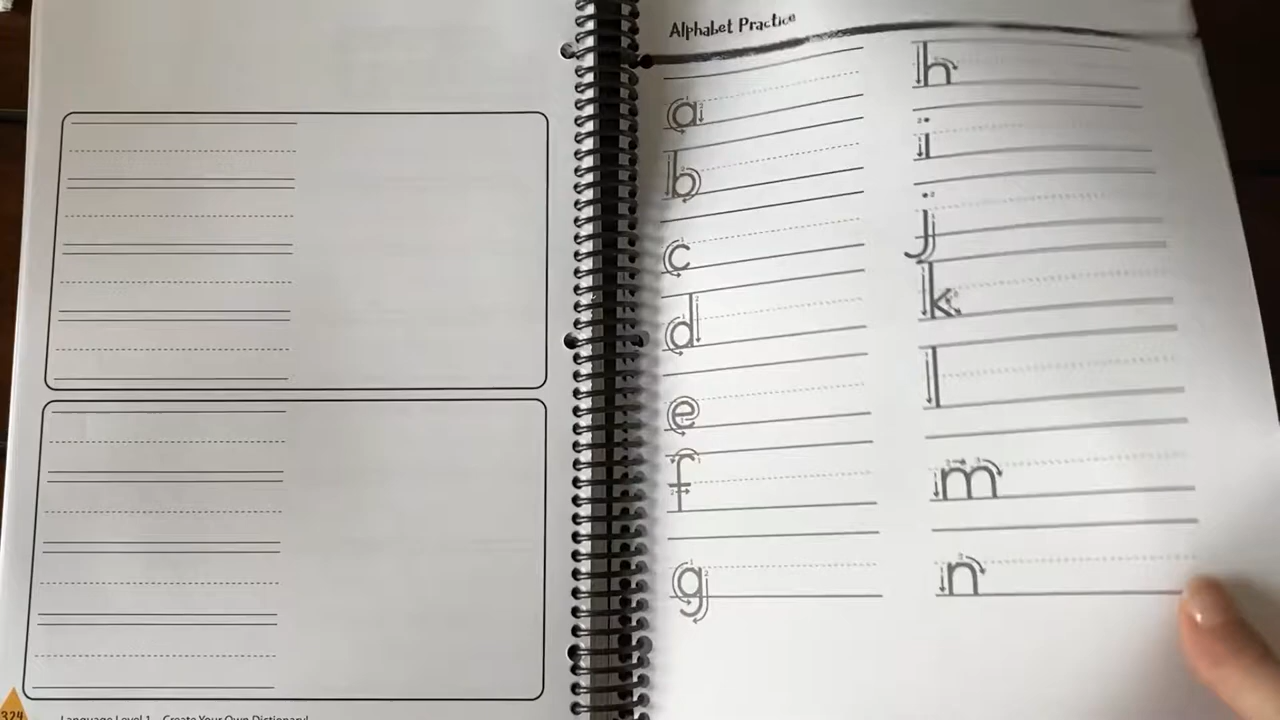 324
Language Level 1 – Create Your Own Dictionary!
Alphabet Practice
a
b
c
d
e
f
g
h
i
j
k
l
m
n